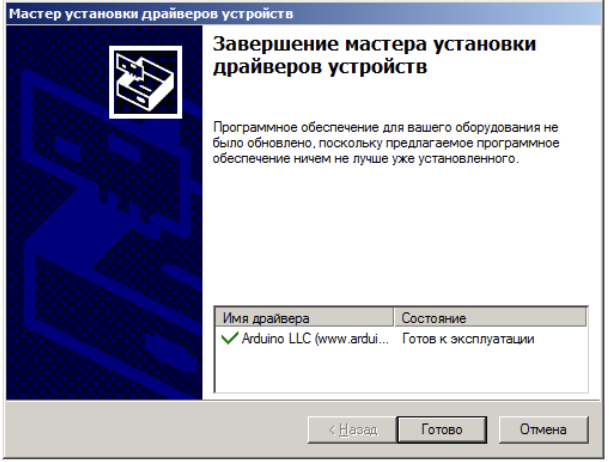 Мастер установки драйверов устройств
Завершение мастера установки
драйверов устройств
Программное обеспечение для вашего оборудования не
было обновлено, поскольку предлагаемое программное
обеспечение ничем не лучше уже установленного.
Имя драйвера Состояние
Arduino LLC (www.ardui... Готов к эксплуатации
< Назад Готово Отмена